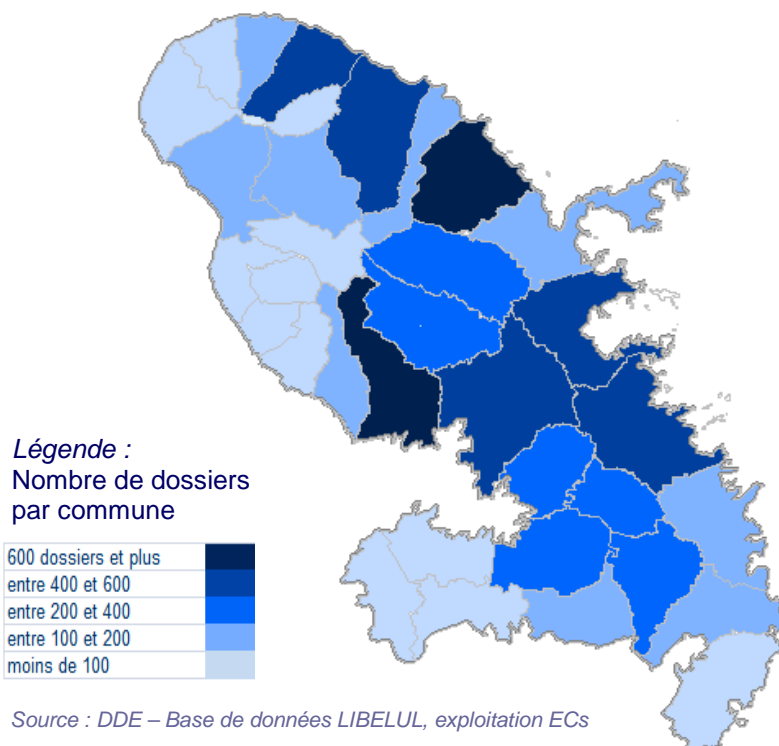 Légende :
Nombre de dossiers
par commune
600 dossiers et plus
entre 400 et 600
entre 200 et 400
entre 100 et 200
moins de 100
Source : DDE – Base de données LIBELUL, exploitation ECs